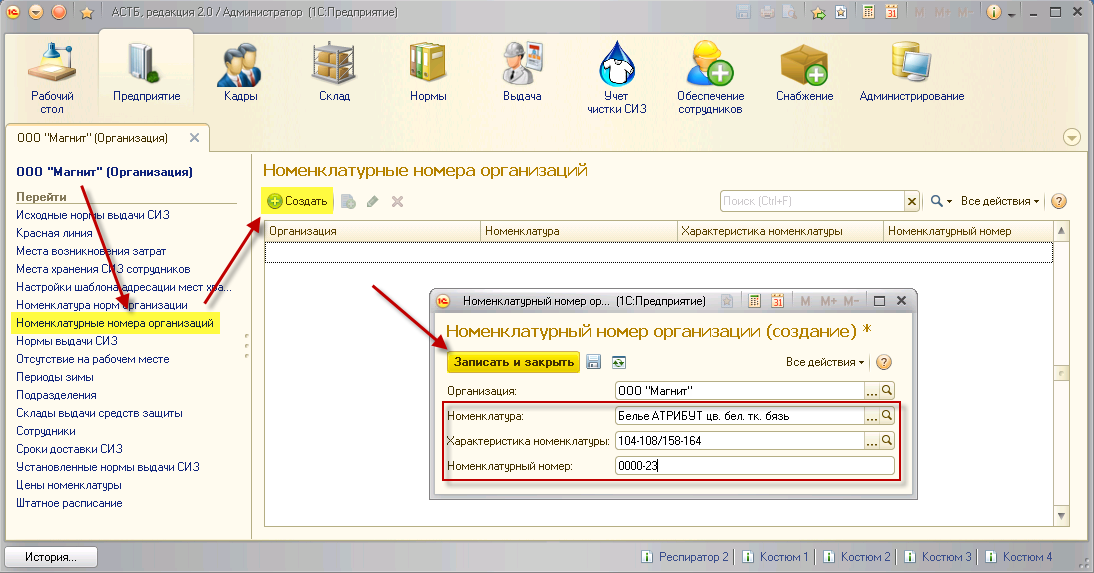 АСТБ, редакция 2.0 / Администратор (1С:Предприятие)
M M+ M-
Рабочий стол
Предприятие
Кадры
Склад
Нормы
Выдача
Учет чистки СИЗ
Обеспечение сотрудников
Снабжение
Администрирование
ООО "Магнит" (Организация)
ООО "Магнит" (Организация)
Перейти
Исходные нормы выдачи СИЗ
Красная линия
Места возникновения затрат
Места хранения СИЗ сотрудников
Настройки шаблона адресации мест хра...
Номенклатура норм организации
Номенклатурные номера организаций
Нормы выдачи СИЗ
Отсутствие на рабочем месте
Периоды зимы
Подразделения
Склады выдачи средств защиты
Сотрудники
Сроки доставки СИЗ
Установленные нормы выдачи СИЗ
Цены номенклатуры
Штатное расписание
Номенклатурные номера организаций
Создать
Поиск (Ctrl+F)
Все действия
Организация
Номенклатура
Характеристика номенклатуры
Номенклатурный номер
Номенклатурный номер ор... (1С:Предприятие)
M M+ M-
Номенклатурный номер организации (создание) *
Записать и закрыть
Все действия
Организация: ООО "Магнит"
Номенклатура: Белье АТРИБУТ цв. бел. тк. бязь
Характеристика номенклатуры: 104-108/158-164
Номенклатурный номер: 0000-23
История...
Респиратор 2
Костюм 1
Костюм 2
Костюм 3
Костюм 4